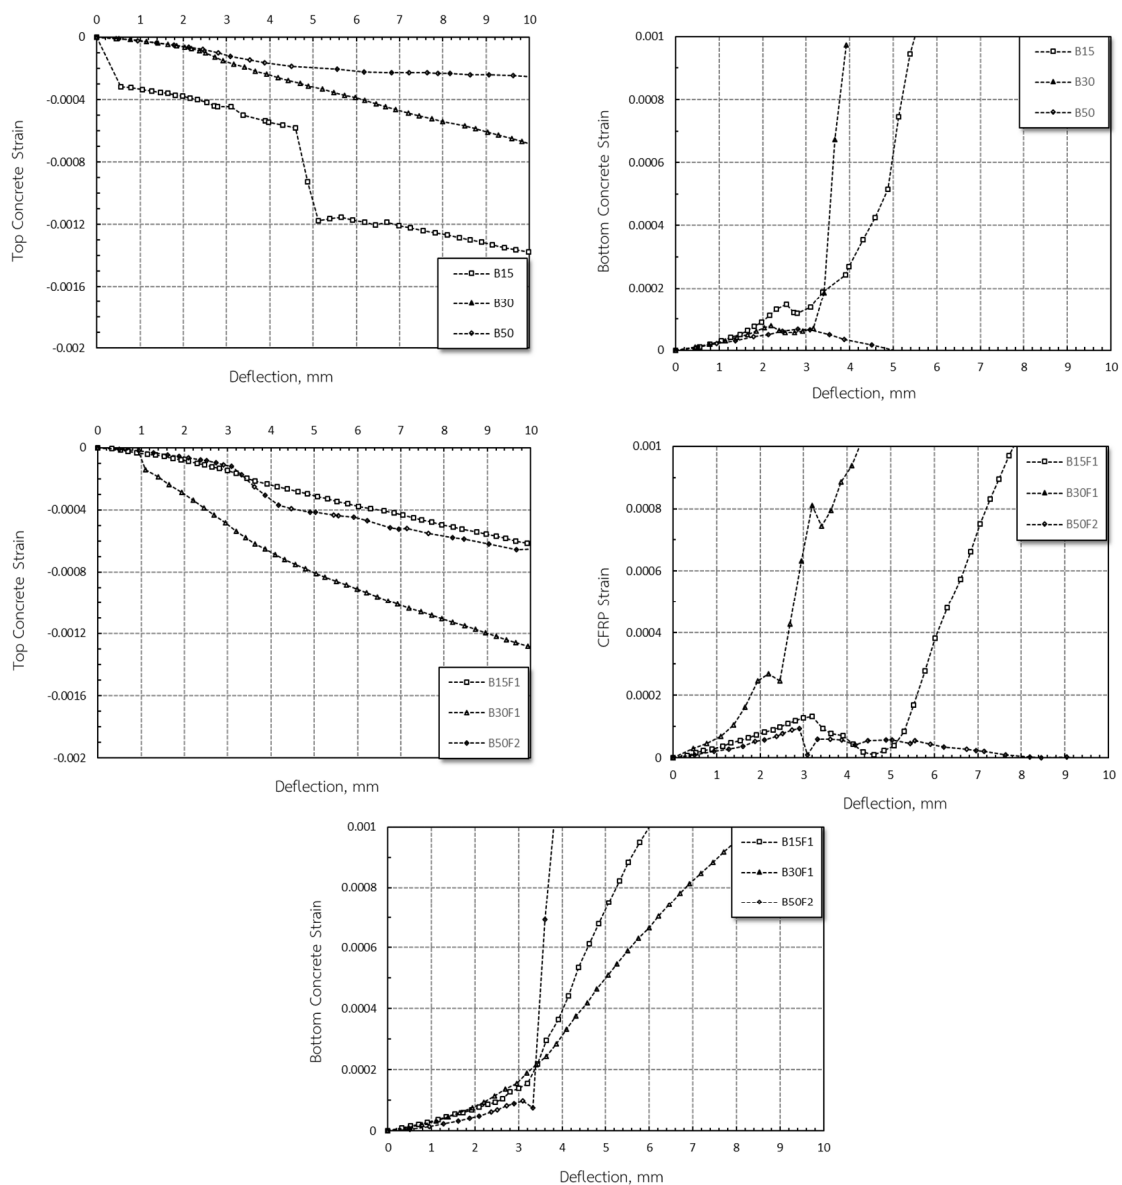 0 1 2 3 4 5 6 7 8 9 10
0
-0.0004
-0.0008
-0.0012
-0.0016
-0.002
Top Concrete Strain
B15
B30
B50
Deflection, mm
0.001
0.0008
0.0006
0.0004
0.0002
0
Bottom Concrete Strain
B15
B30
B50
0 1 2 3 4 5 6 7 8 9 10
Deflection, mm
0 1 2 3 4 5 6 7 8 9 10
0
-0.0004
-0.0008
-0.0012
-0.0016
-0.002
Top Concrete Strain
B15F1
B30F1
B50F2
Deflection, mm
0.001
0.0008
0.0006
0.0004
0.0002
0
CFRP Strain
B15F1
B30F1
B50F2
0 1 2 3 4 5 6 7 8 9 10
Deflection, mm
0.001
0.0008
0.0006
0.0004
0.0002
0
Bottom Concrete Strain
B15F1
B30F1
B50F2
0 1 2 3 4 5 6 7 8 9 10
Deflection, mm